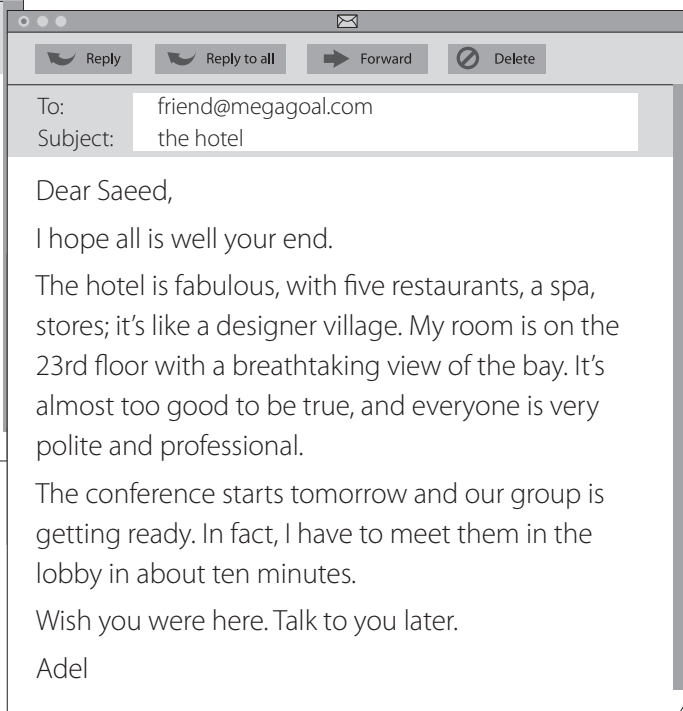 Reply Reply to all Forward Delete
To: friend@megagoal.com
Subject: the hotel
Dear Saeed,
I hope all is well your end.
The hotel is fabulous, with five restaurants, a spa,
stores; it's like a designer village. My room is on the
23rd floor with a breathtaking view of the bay. It's
almost too good to be true, and everyone is very
polite and professional.
The conference starts tomorrow and our group is
getting ready. In fact, I have to meet them in the
lobby in about ten minutes.
Wish you were here. Talk to you later.
Adel